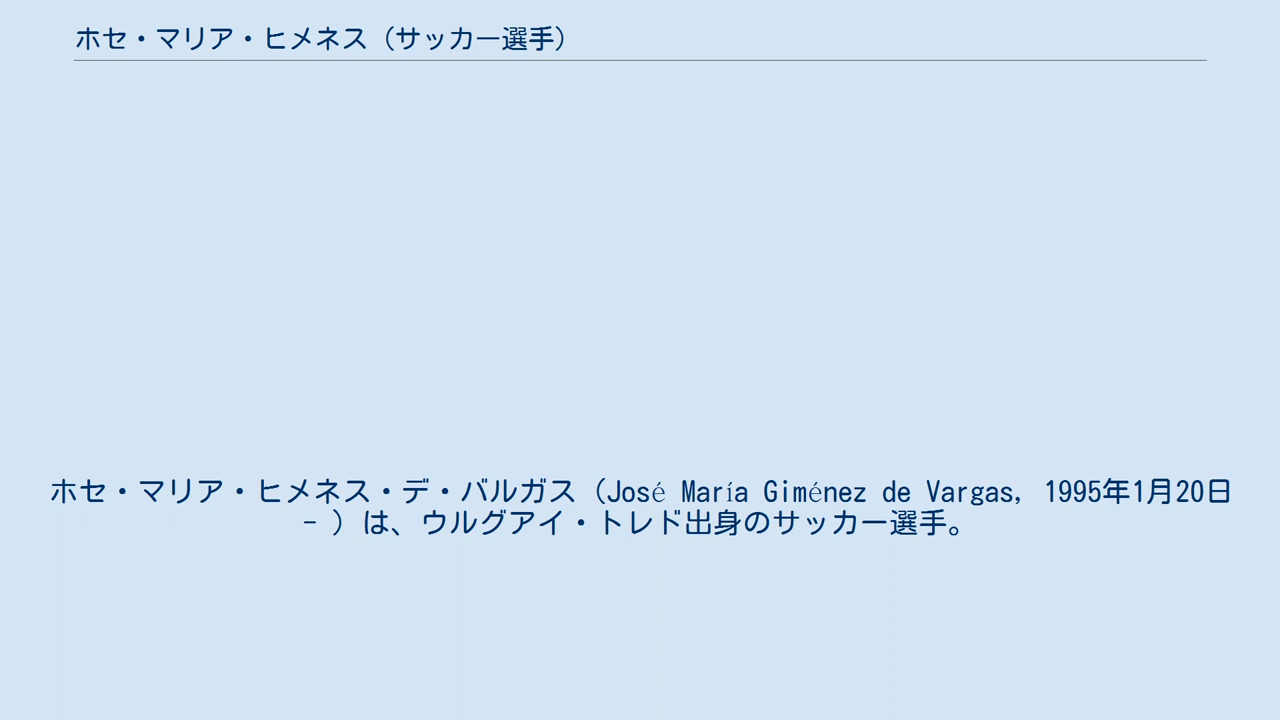 ホセ・マリア・ヒメネス（サッカー選手）
ホセ・マリア・ヒメネス・デ・バルガス（José María Giménez de Vargas, 1995年1月20日
- ）は、ウルグアイ・トレド出身のサッカー選手。